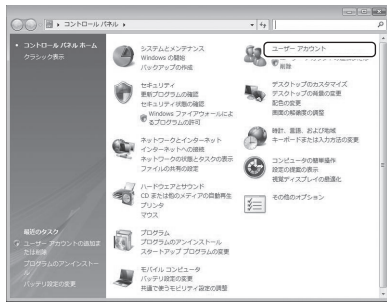 コントロール パネル
コントロール パネル ホーム
クラシック表示
システムとメンテナンス
Windows の開始
バックアップの作成
セキュリティ
更新プログラムの確認
セキュリティ状態の確認
Windows ファイアウォールによるプログラムの許可
ネットワークとインターネット
インターネットへの接続
ネットワークの状態とタスクの表示
ファイルの共有の設定
ハードウェアとサウンド
CD または他のメディアの自動再生
プリンタ
マウス
プログラム
プログラムのアンインストール
スタートアップ プログラムの変更
モバイル コンピュータ
バッテリ設定の変更
共通で使うモビリティ設定の調整
ユーザー アカウント
削除
デスクトップのカスタマイズ
デスクトップの背景の変更
配色の変更
画面の解像度の調整
時計、言語、および地域
キーボードまたは入力方法の変更
コンピュータの簡単操作
設定の提案の表示
視覚ディスプレイの最適化
その他のオプション
最近のタスク
ユーザー アカウントの追加または削除
プログラムのアンインストール
バッテリ設定の変更